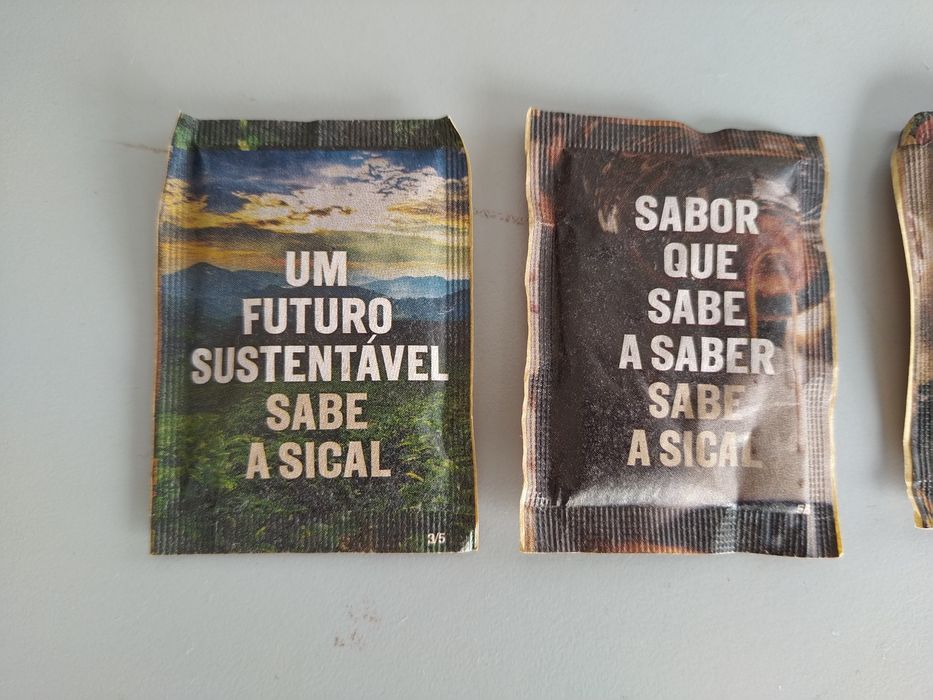 UM
FUTURO
SUSTENTÁVEL
SABE
A SICAL
3/5
SABOR
QUE
SABE
A SABER
SABE
A SICAL